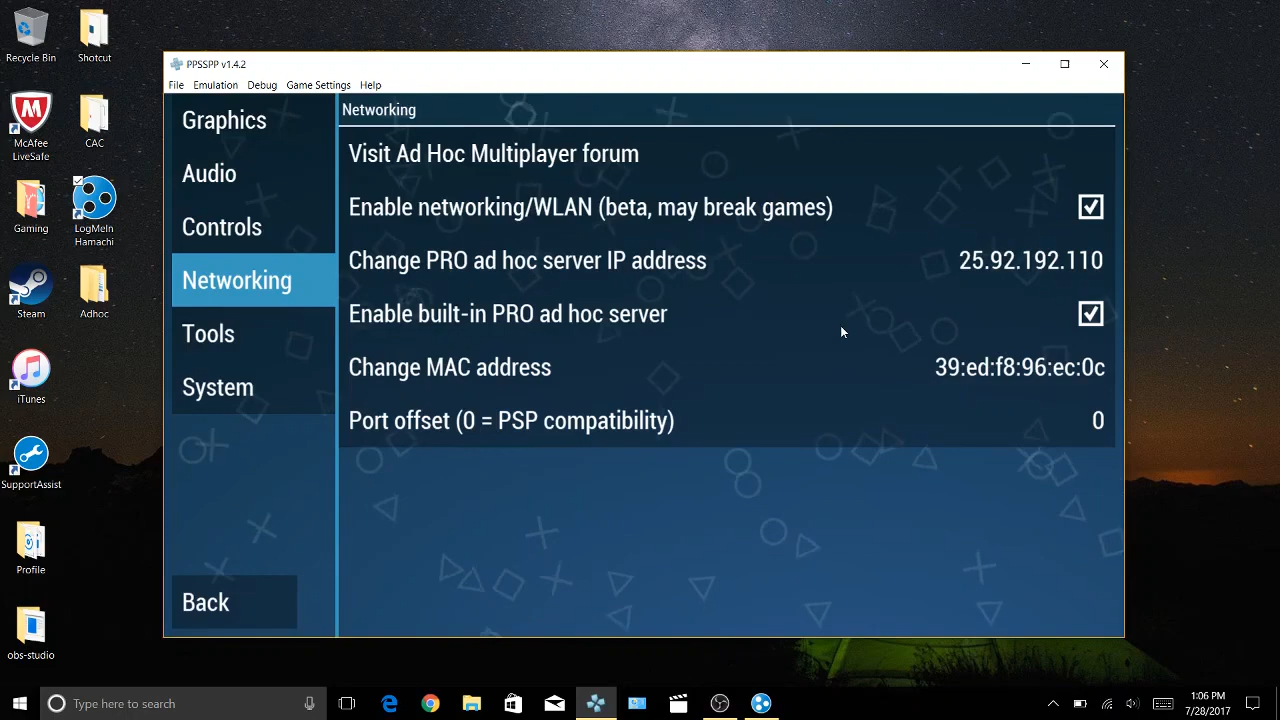 Recycle Bin
Shotcut
McAfee
LiveSafe
CAC
Gaming
LogMeIn
Hamachi
Steam
Adhoc
iTunes
SupportAssist
Profile
obs-studio
PPSSPP v1.4.2
File Emulation Debug Game Settings Help
Graphics
Audio
Controls
Networking
Tools
System
Back
Networking
Visit Ad Hoc Multiplayer forum
Enable networking/WLAN (beta, may break games)
Change PRO ad hoc server IP address 25.92.192.110
Enable built-in PRO ad hoc server
Change MAC address 39:ed:f8:96:ec:0c
Port offset (0 = PSP compatibility) 0
Type here to search
1:06 PM
7/28/2017